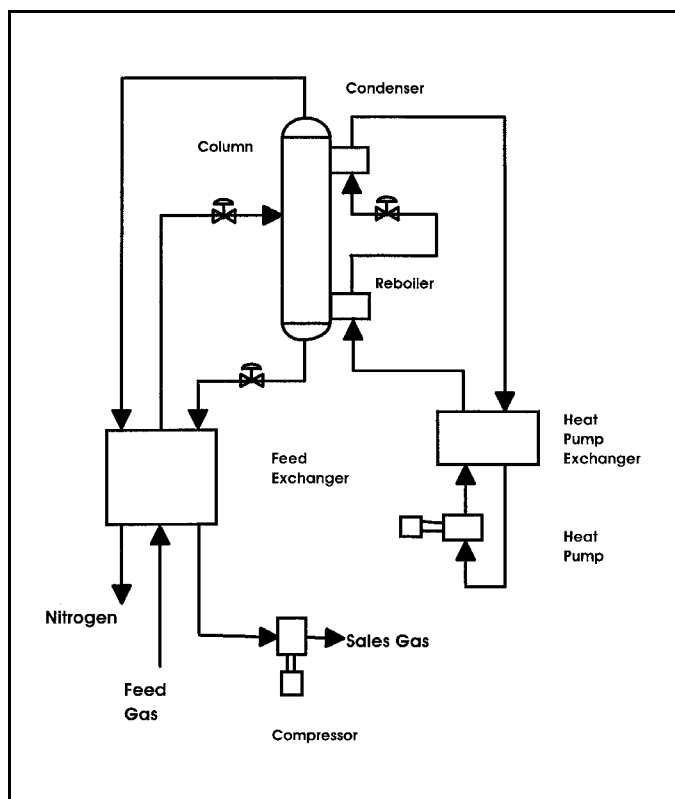 Condenser
Column
Reboiler
Heat
Pump
Exchanger
Feed
Exchanger
Heat
Pump
Nitrogen
Sales Gas
Feed
Gas
Compressor